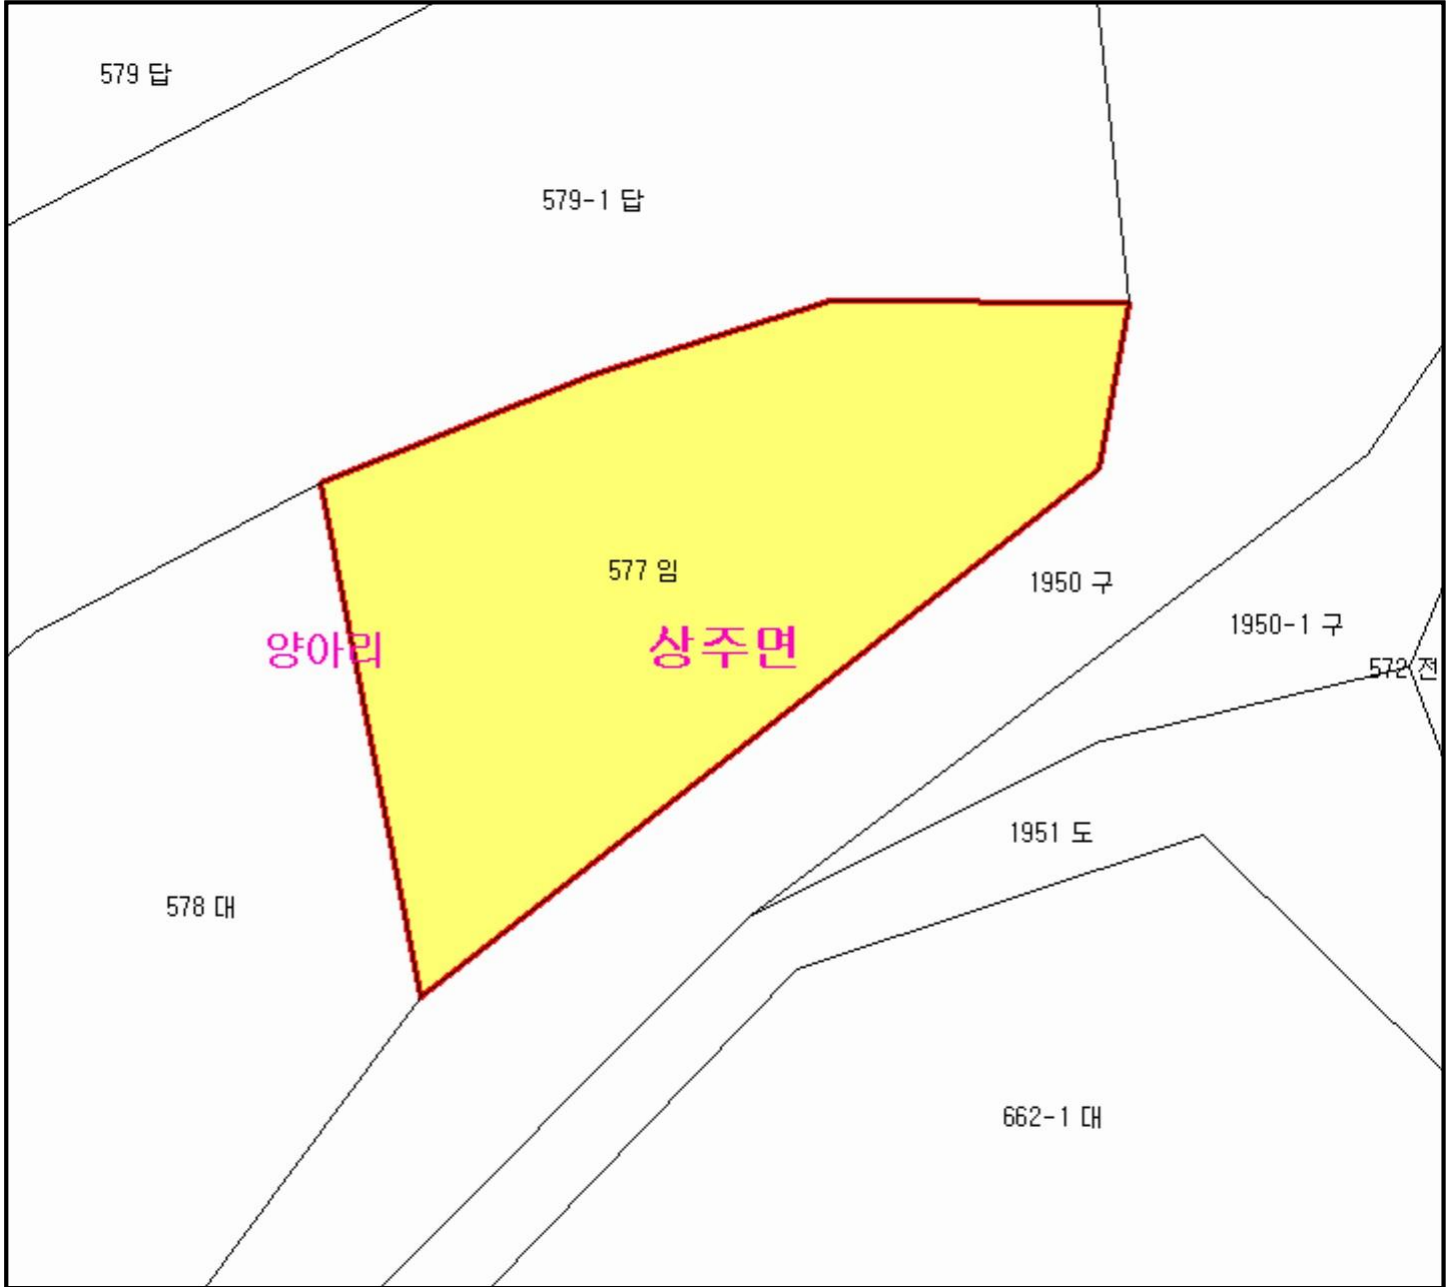 579 답
579-1 답
577 임
1950 구
1950-1 구
양아리
상주면
572 전
1951 도
578 대
662-1 대